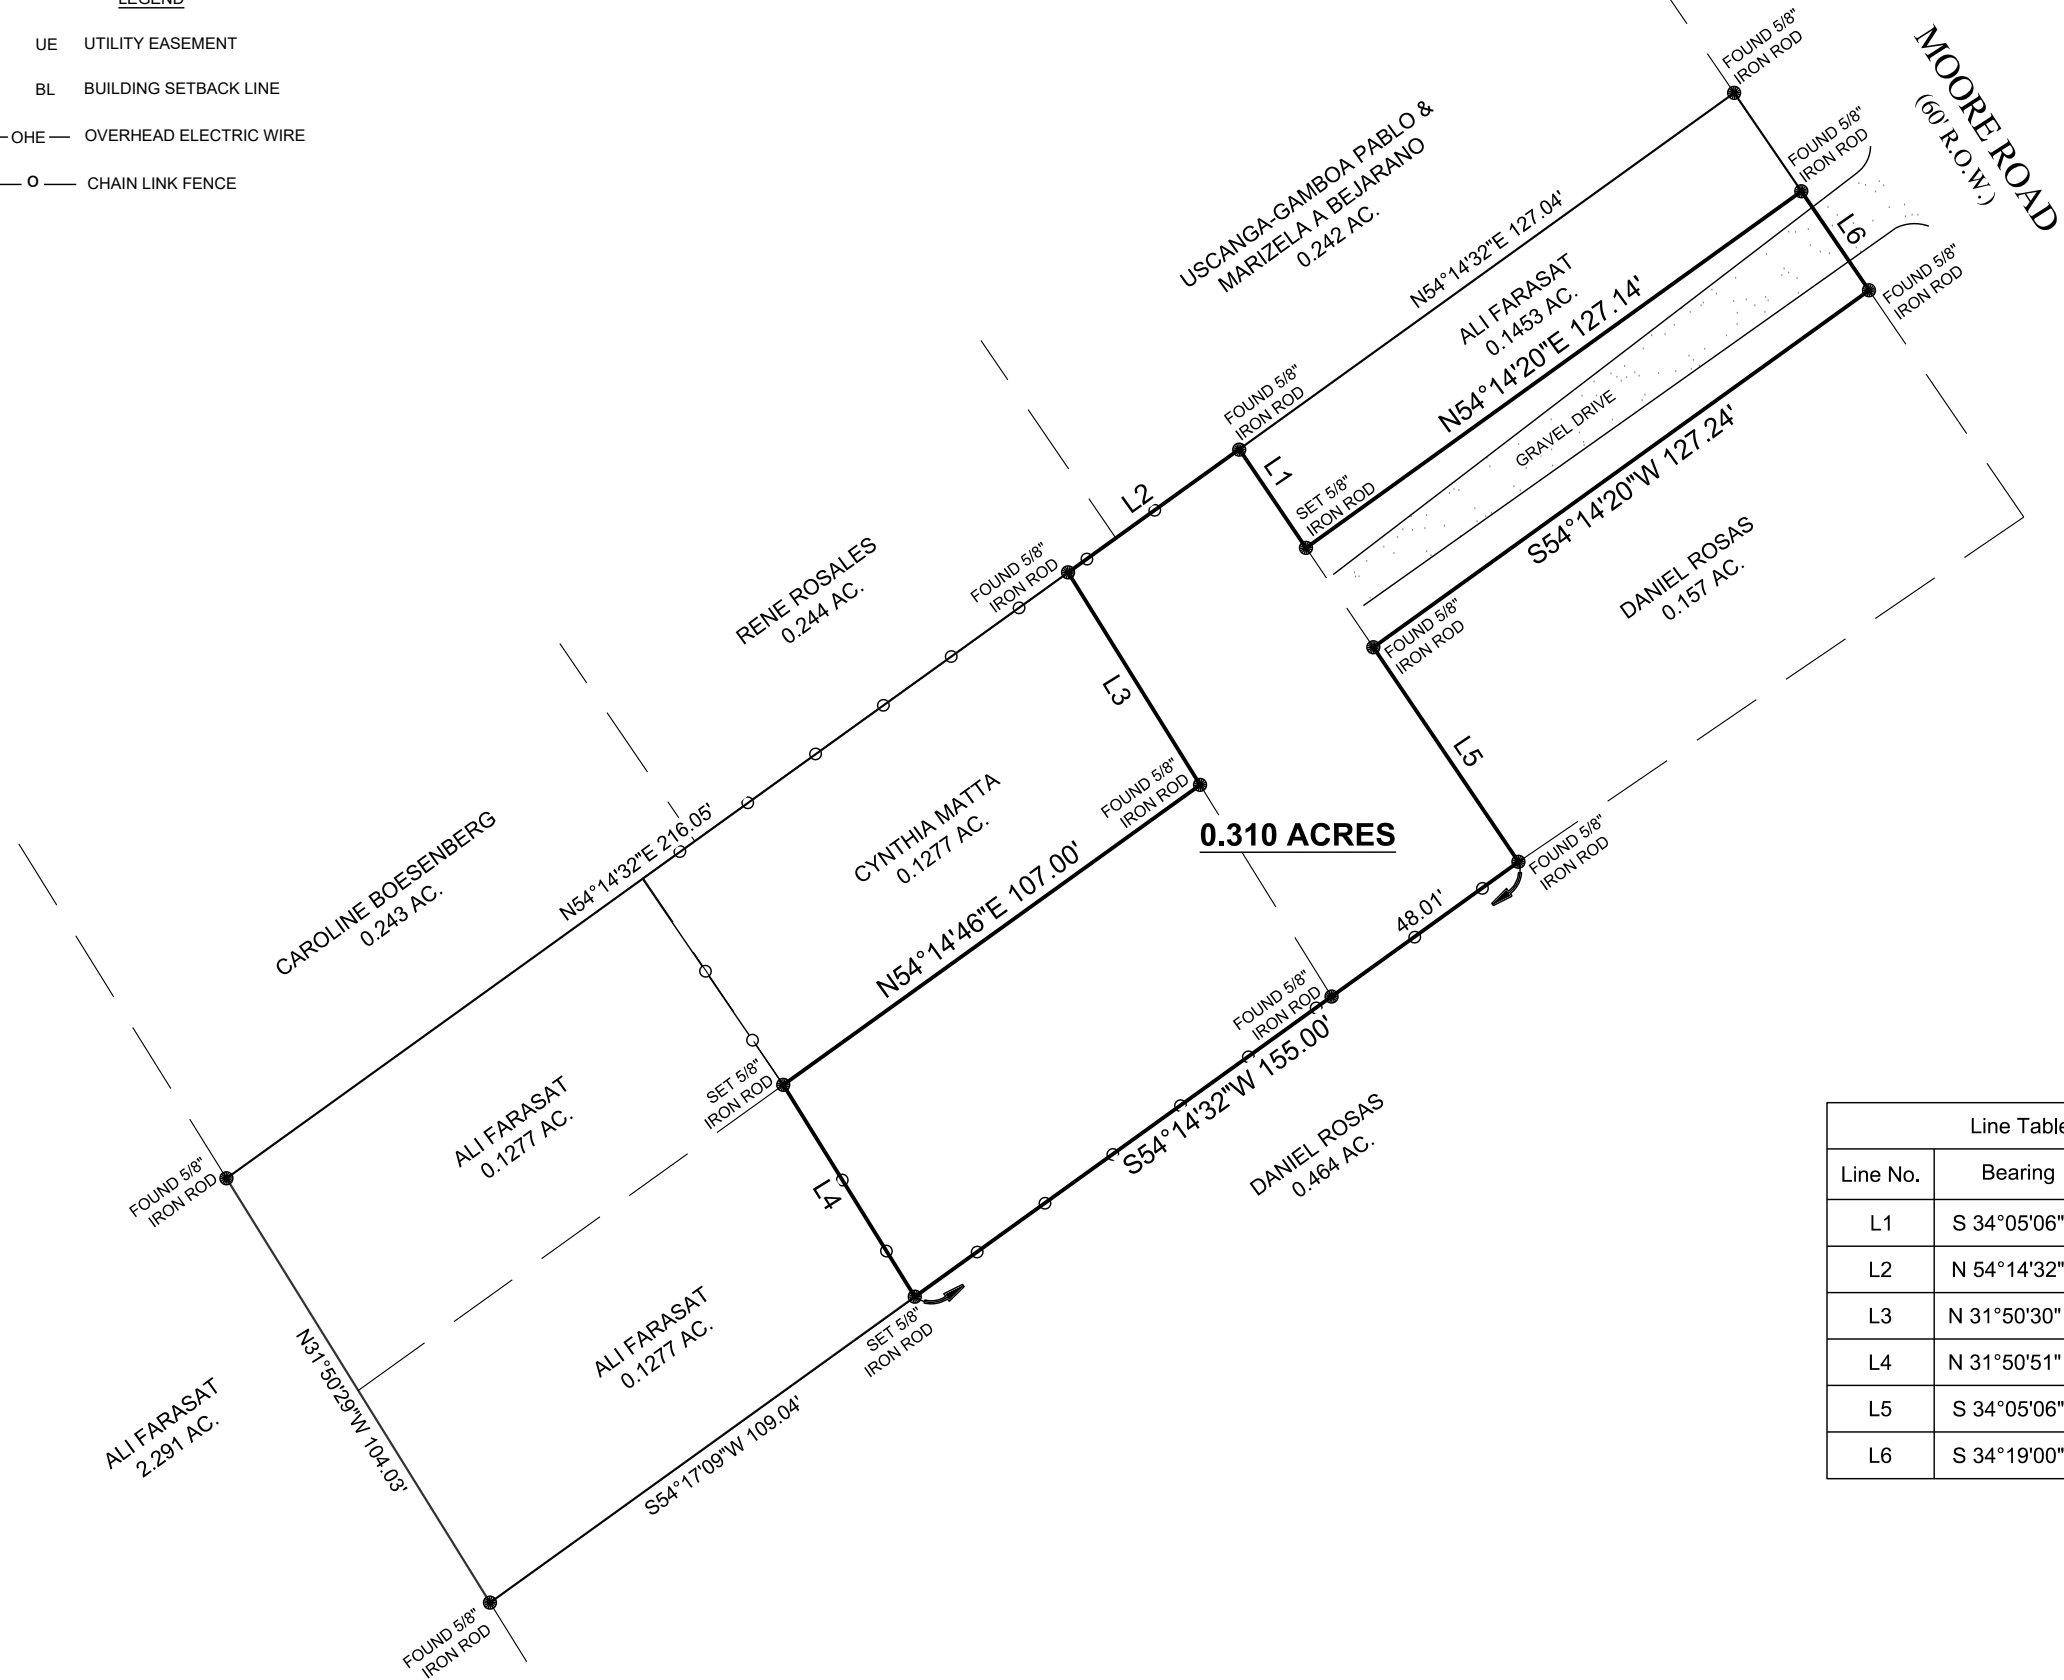 LEGEND
UE UTILITY EASEMENT
BL BUILDING SETBACK LINE
OHE OVERHEAD ELECTRIC WIRE
O CHAIN LINK FENCE
MOORE ROAD
(60' R.O.W.)
FOUND 5/8"
IRON ROD
FOUND 5/8"
IRON ROD
L6
FOUND 5/8"
IRON ROD
USCANGA-GAMBOA PABLO &
MARIZELA A BEJARANO
0.242 AC.
N54°14'32"E 127.04'
ALI FARASAT
0.1453 AC.
N54°14'20"E 127.14'
GRAVEL DRIVE
S54°14'20"W 127.24'
FOUND 5/8"
IRON ROD
L1
SET 5/8"
IRON ROD
L2
DANIEL ROSAS
0.157 AC.
FOUND 5/8"
IRON ROD
RENE ROSALES
0.244 AC.
FOUND 5/8"
IRON ROD
L3
L5
FOUND 5/8"
IRON ROD
0.310 ACRES
CYNTHIA MATTA
0.1277 AC.
N54°14'46"E 107.00'
FOUND 5/8"
IRON ROD
48.01'
CAROLINE BOESENBERG
0.243 AC.
N54°14'32"E 216.05'
FOUND 5/8"
IRON ROD
S54°14'32"W 155.00'
DANIEL ROSAS
0.464 AC.
SET 5/8"
IRON ROD
L4
ALI FARASAT
0.1277 AC.
FOUND 5/8"
IRON ROD
SET 5/8"
IRON ROD
ALI FARASAT
0.1277 AC.
N31°50'29"W 104.03'
ALI FARASAT
2.291 AC.
S54°17'09"W 109.04'
FOUND 5/8"
IRON ROD
Line Table
Line No. Bearing
L1 S 34°05'06"
L2 N 54°14'32"
L3 N 31°50'30"
L4 N 31°50'51"
L5 S 34°05'06"
L6 S 34°19'00"